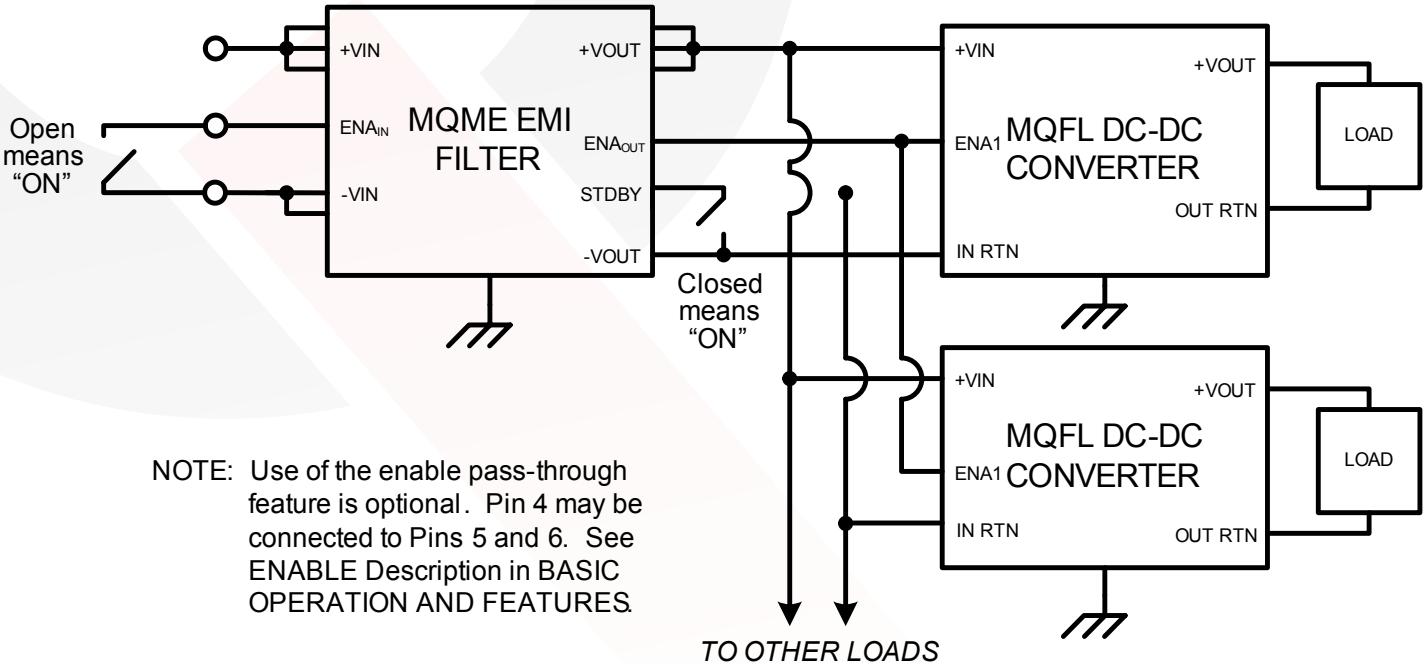 +VIN
ENAIN
-VIN
MQME EMI
FILTER
+VOUT
ENAOUT
STDBY
-VOUT
Open
means
“ON”
Closed
means
“ON”
+VIN
ENA1
IN RTN
MQFL DC-DC
CONVERTER
+VOUT
OUT RTN
LOAD
+VIN
ENA1
IN RTN
MQFL DC-DC
CONVERTER
+VOUT
OUT RTN
LOAD
NOTE: Use of the enable pass-through
feature is optional. Pin 4 may be
connected to Pins 5 and 6. See
ENABLE Description in BASIC
OPERATION AND FEATURES.
TO OTHER LOADS